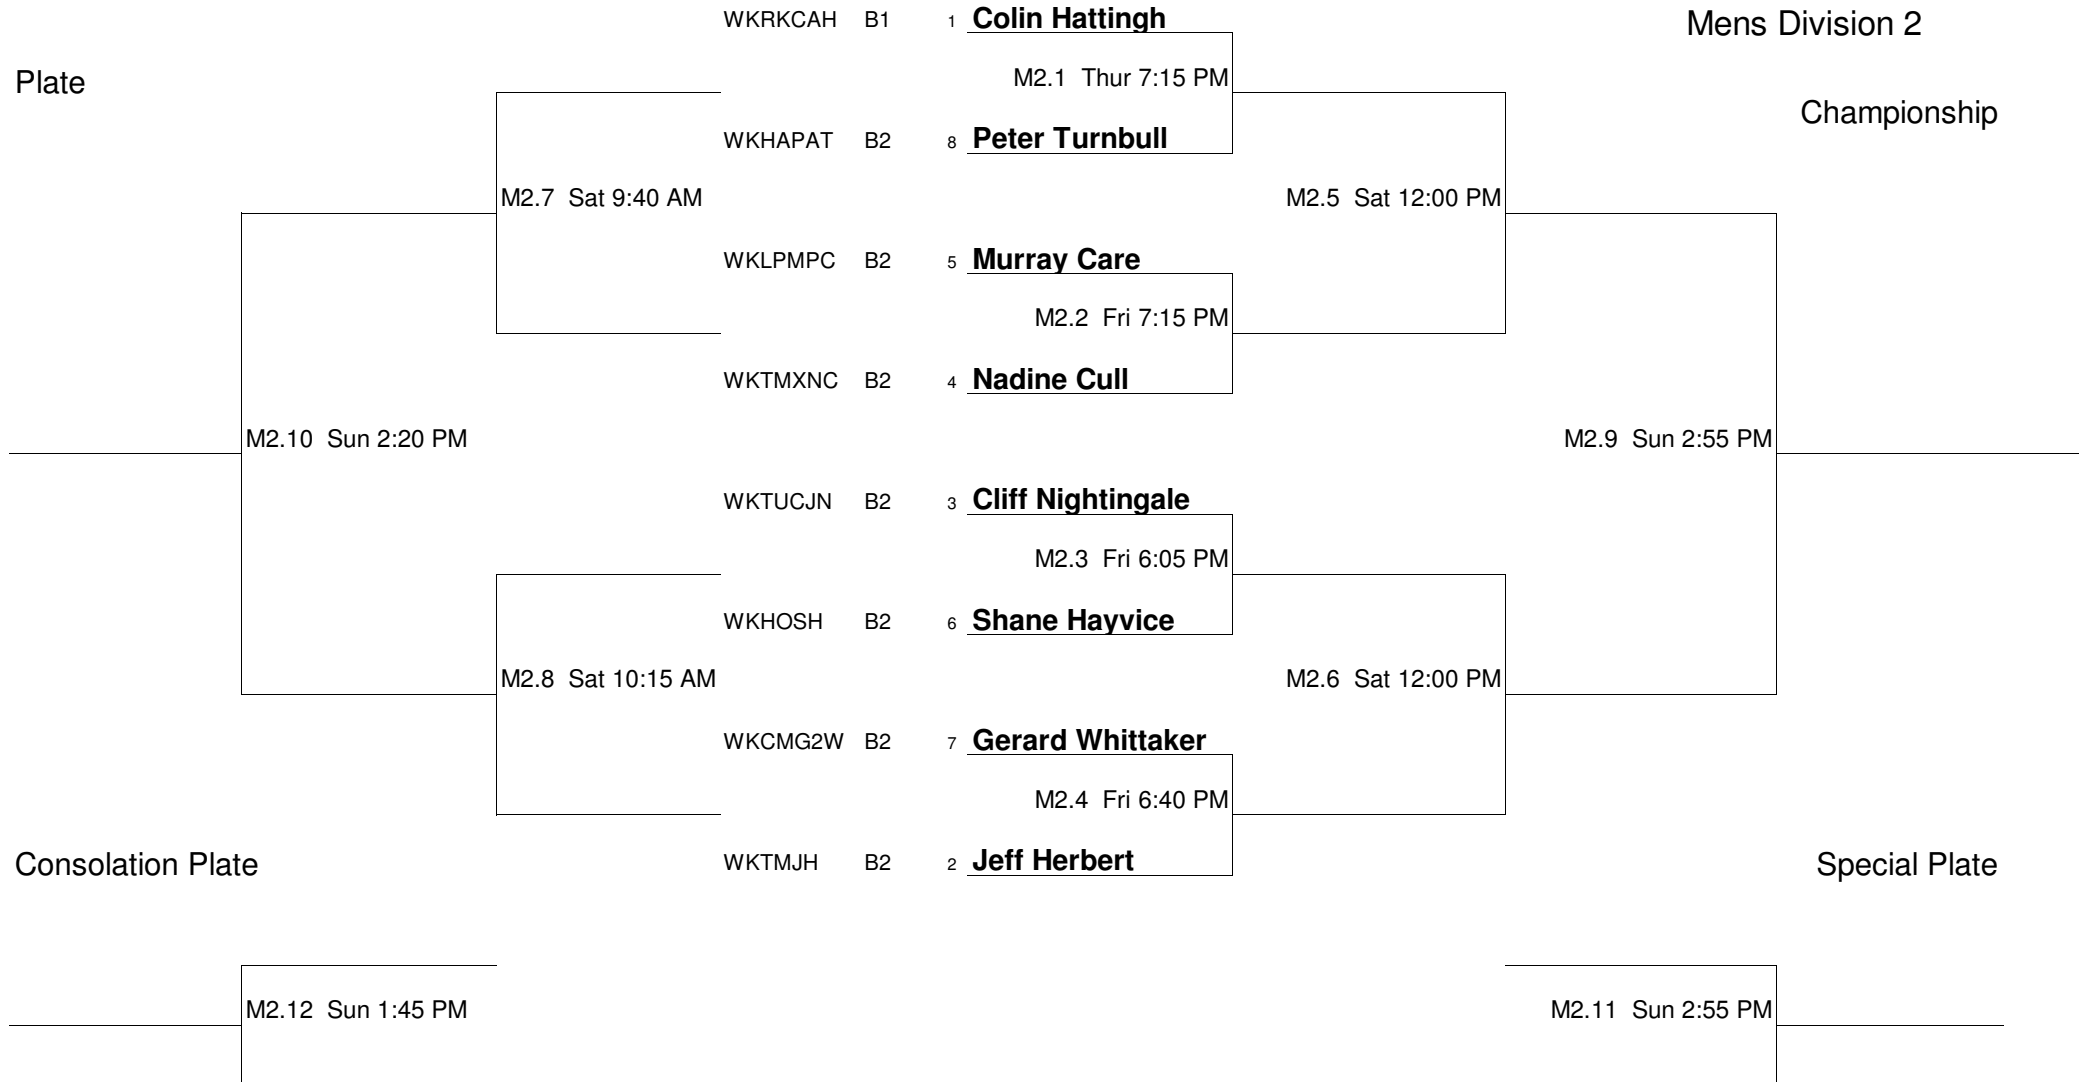 WKRKCAH B1 1 Colin Hattingh
Mens Division 2
Plate
M2.1 Thur 7:15 PM
Championship
WKHAPAT B2 8 Peter Turnbull
M2.7 Sat 9:40 AM
M2.5 Sat 12:00 PM
WKLPMPC B2 5 Murray Care
M2.2 Fri 7:15 PM
WKTMXNC B2 4 Nadine Cull
M2.10 Sun 2:20 PM
M2.9 Sun 2:55 PM
WKTUCJN B2 3 Cliff Nightingale
M2.3 Fri 6:05 PM
WKHOSH B2 6 Shane Hayvice
M2.8 Sat 10:15 AM
M2.6 Sat 12:00 PM
WKCMG2W B2 7 Gerard Whittaker
M2.4 Fri 6:40 PM
Consolation Plate
WKTMJH B2 2 Jeff Herbert
Special Plate
M2.12 Sun 1:45 PM
M2.11 Sun 2:55 PM